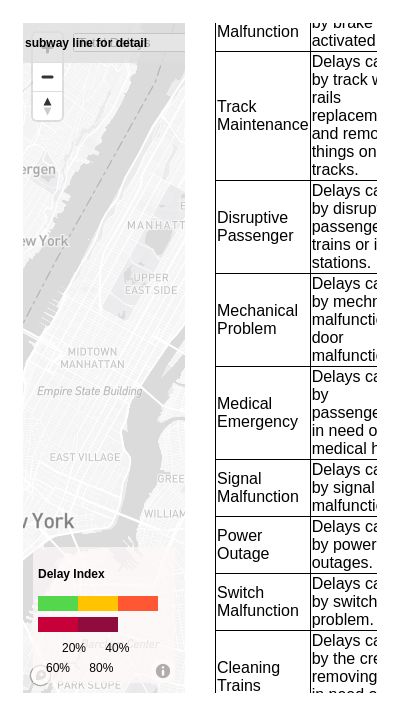 subway line for detail
ergen
MANHATT
ew York
UPPER
EAST SIDE
MIDTOWN
MANHATTAN
Empire State Building
EAST VILLAGE
GREE
York
WILLIAM
Delay Index
20% 40%
60% 80%
Center
PARK SLOPE
Malfunction
by brake
activated
Track
Maintenance
Delays ca
by track w
rails
replacem
and remo
things on
tracks.
Disruptive
Passenger
Delays ca
by disrup
passenge
trains or i
stations.
Mechanical
Problem
Delays ca
by mechn
malfuncti
door
malfuncti
Medical
Emergency
Delays ca
by
passenge
in need o
medical h
Signal
Malfunction
Delays ca
by signal
malfuncti
Power
Outage
Delays ca
by power
outages.
Switch
Malfunction
Delays ca
by switch
problem.
Cleaning
Trains
Delays ca
by the cre
removing
in need o